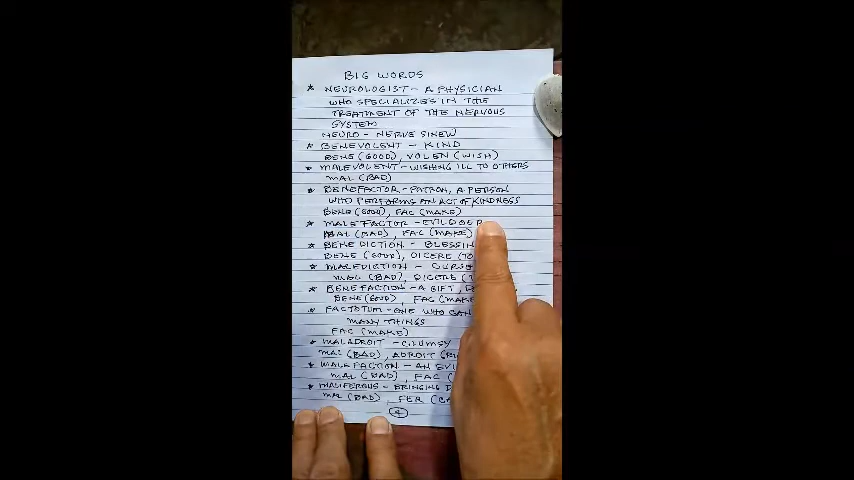 BIG WORDS
* NEUROLOGIST - A PHYSICIAN
WHO SPECIALIZES IN THE
TREATMENT OF THE NERVOUS
SYSTEM
NEURO - NERVE SINEW
* BENEVOLENT - KIND
BENE (GOOD), VOLEN (WISH)
* MALEVOLENT - WISHING ILL TO OTHERS
MAL (BAD)
* BENEFACTOR - PATRON, A PERSON
WHO PERFORMS AN ACT OF KINDNESS
BENE (GOOD), FAC (MAKE)
* MALEFACTOR - EVILDOER
MAL (BAD), FAC (MAKE)
* BENEDICTION - BLESSIN
BENE (GOOD), DICERE (TO
* MALEDICTION - CURSE
MAL (BAD), DICERE (
* BENEFACTION - A GIFT,
BENE (GOOD), FAC (MAKE
* FACTOTUM - ONE WHO CAN
MANY THINGS
FAC (MAKE)
* MALADROIT - CLUMSY
MAL (BAD), ADROIT (
* MALEFACTION - AN EVI
MAL (BAD), FAC (
* MALIFEROUS - BRINGING
MAL (BAD), FER (